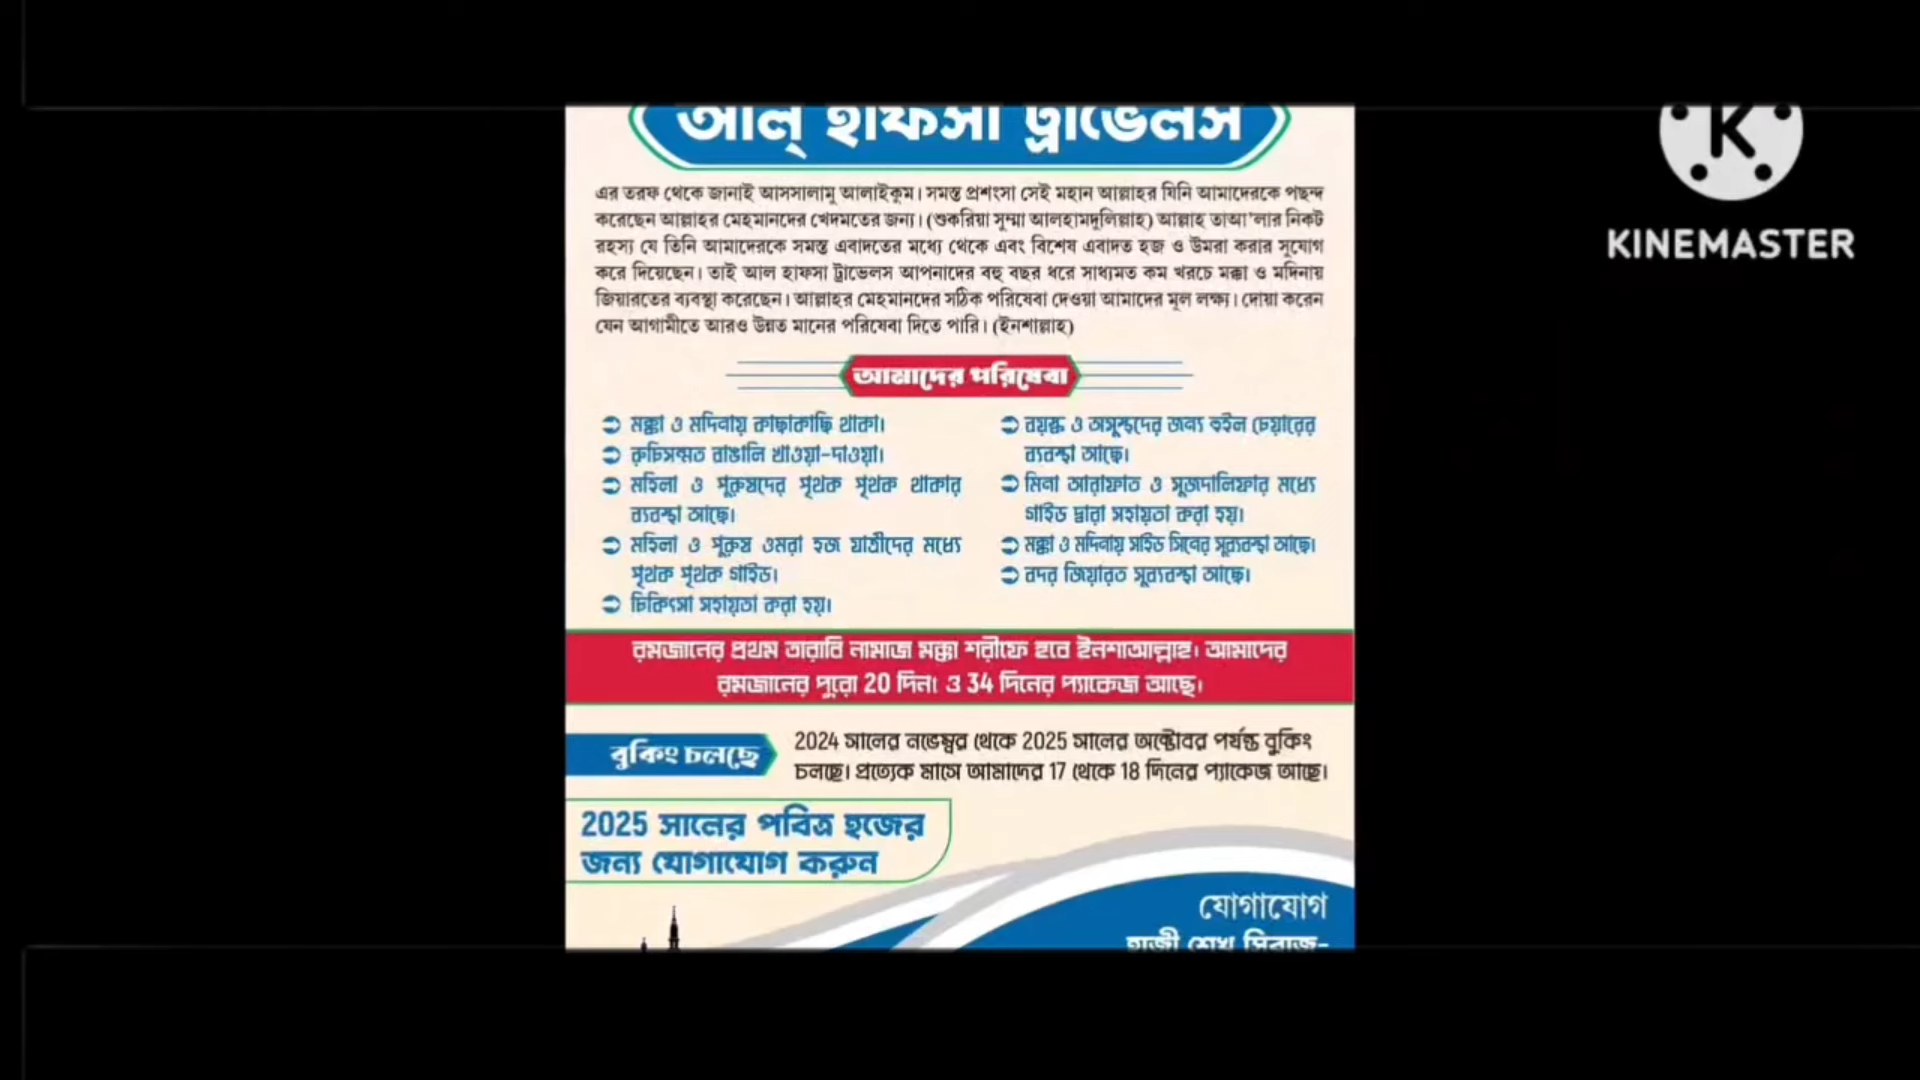 আল্ হাফসা ট্রাভেলস
KINEMASTER
এর তরফ থেকে জানাই আসসালামু আলাইকুম। সমস্ত প্রশংসা সেই মহান আল্লাহর যিনি আমাদেরকে পছন্দ
করেছেন আল্লাহর মেহমানদের খেদমতের জন্য। (শুকরিয়া সুম্মা আলহামদুলিল্লাহ) আল্লাহ তাআ'লার নিকট
রহস্য যে তিনি আমাদেরকে সমস্ত এবাদতের মধ্যে থেকে এবং বিশেষ এবাদত হজ ও উমরা করার সুযোগ
করে দিয়েছেন। তাই আল হাফসা ট্রাভেলস আপনাদের বহু বছর ধরে সাধ্যমত কম খরচে মক্কা ও মদিনায়
জিয়ারতের ব্যবস্থা করেছেন। আল্লাহর মেহমানদের সঠিক পরিষেবা দেওয়া আমাদের মূল লক্ষ্য। দোয়া করেন
যেন আগামীতে আরও উন্নত মানের পরিষেবা দিতে পারি। (ইনশাল্লাহ)
আমাদের পরিষেবা
মক্কা ও মদিনায় কাছাকাছি থাকা।
রুচিসম্মত বাঙালি খাওয়া-দাওয়া।
মহিলা ও পুরুষদের পৃথক পৃথক থাকার
ব্যবস্থা আছে।
মহিলা ও পুরুষ ওমরা হজ যাত্রীদের মধ্যে
পৃথক পৃথক গাইড।
চিকিৎসা সহায়তা করা হয়।
বয়স্ক ও অসুস্থদের জন্য হুইল চেয়ারের
ব্যবস্থা আছে।
মিনা আরাফাত ও মুজদালিফার মধ্যে
গাইড দ্বারা সহায়তা করা হয়।
মক্কা ও মদিনায় সাইড সিনের সুব্যবস্থা আছে।
বদর জিয়ারত সুব্যবস্থা আছে।
রমজানের প্রথম তারাবি নামাজ মক্কা শরীফে হবে ইনশাআল্লাহ। আমাদের
রমজানের পুরো 20 দিন। ও 34 দিনের প্যাকেজ আছে।
বুকিং চলছে
2024 সালের নভেম্বর থেকে 2025 সালের অক্টোবর পর্যন্ত বুকিং
চলছে। প্রত্যেক মাসে আমাদের 17 থেকে 18 দিনের প্যাকেজ আছে।
2025 সালের পবিত্র হজের
জন্য যোগাযোগ করুন
যোগাযোগ
হাজী শেখ সিরাজ-